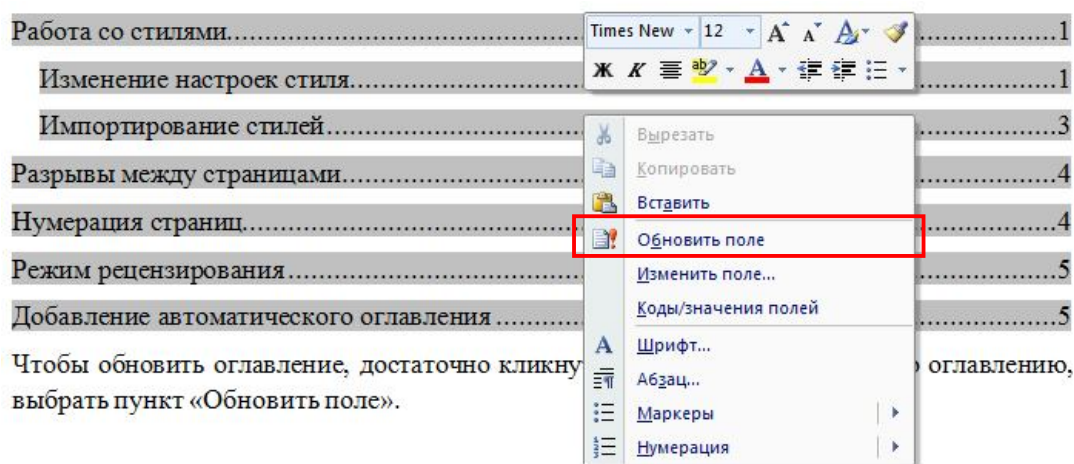 Работа со стилями.......................................................1
Times New 12
Изменение настроек стиля.......................................................1
Ж К
Импортирование стилей.......................................................3
Вырезать
Разрывы между страницами.......................................................4
Копировать
Вставить
Нумерация страниц.......................................................4
Обновить поле
Режим рецензирования.......................................................5
Изменить поле...
Добавление автоматического оглавления.......................................................5
Коды/значения полей
Шрифт...
Чтобы обновить оглавление, достаточно кликну оглавлению,
Абзац...
выбрать пункт «Обновить поле».
Маркеры
Нумерация